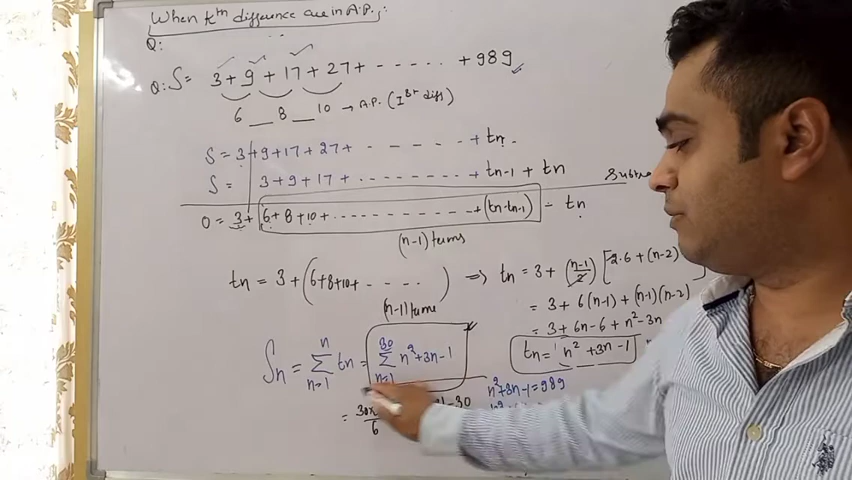 When Kth difference are in A.P.;
Q:
Q: S = 3 + 9 + 17 + 27 + - - - - - . + 989
6 __ 8 __ 10 → A.P. (Ist diff)
S = 3 + 9 + 17 + 27 + - - - - - + tn.
S = 3 + 9 + 17 + . - - - - - + tn-1 + tn
0 = 3 + 6 + 8 + 10 + - - - - - - - + (tn-tn-1) - tn
(n-1) terms
tn = 3 + (6+8+10+ - . . . ) ⇒ tn = 3 + (n-1/2) [2.6 + (n-2)
(n-1) terms
= 3 + 6(n-1) + (n-1)(n-2)
= 3 + 6n-6 + n²-3n
tn = n² + 3n - 1
Sn = n Σ n=1 tn = 30 Σ n=1 n²+3n-1
n²+3n-1 = 989
- 30
6